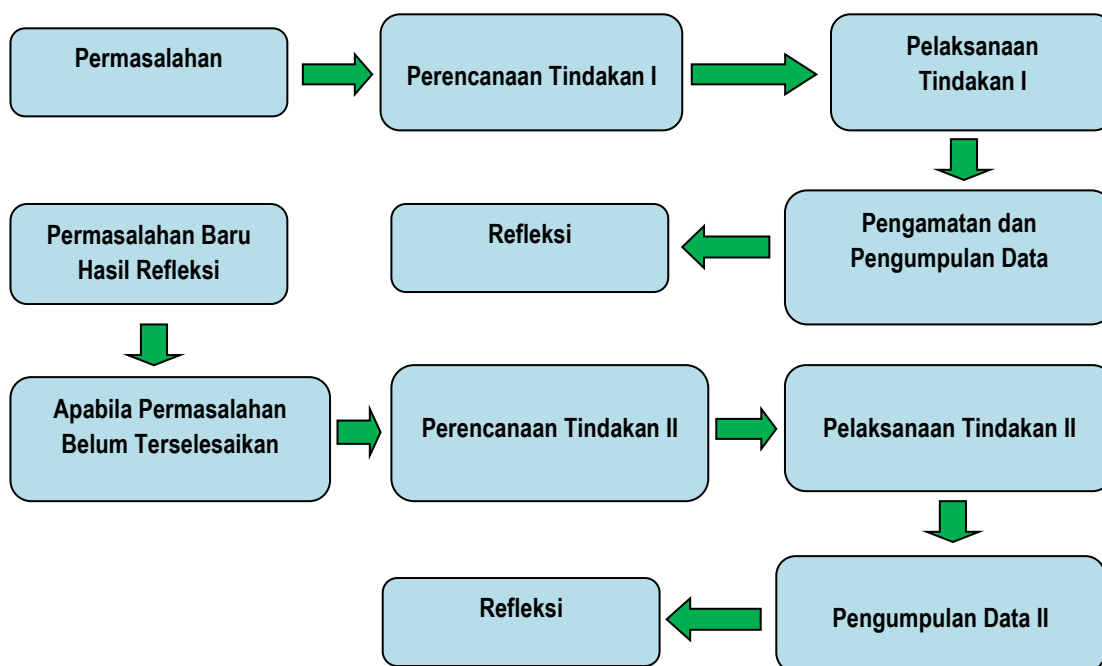 Permasalahan
Perencanaan Tindakan I
Pelaksanaan
Tindakan I
Permasalahan Baru
Hasil Refleksi
Refleksi
Pengamatan dan
Pengumpulan Data
Apabila Permasalahan
Belum Terselesaikan
Perencanaan Tindakan II
Pelaksanaan Tindakan II
Refleksi
Pengumpulan Data II